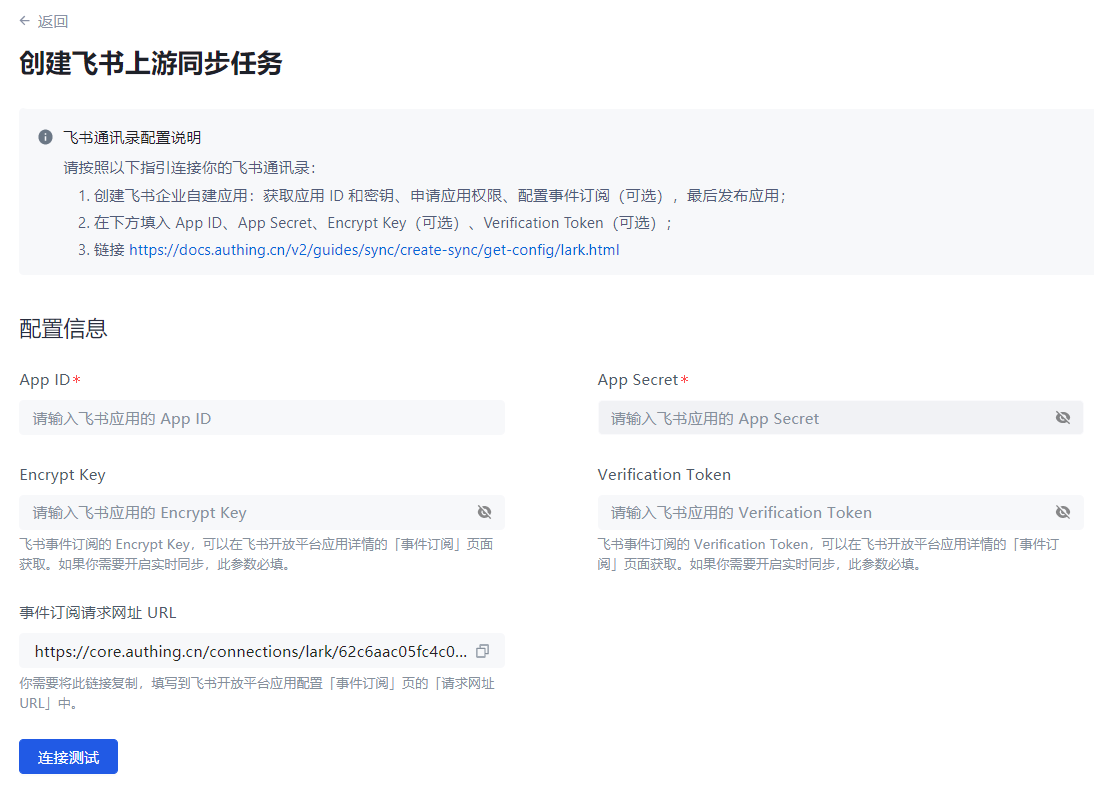 ← 返回
创建飞书上游同步任务
飞书通讯录配置说明
请按照以下指引连接你的飞书通讯录：
1. 创建飞书企业自建应用：获取应用 ID 和密钥、申请应用权限、配置事件订阅（可选），最后发布应用；
2. 在下方填入 App ID、App Secret、Encrypt Key（可选）、Verification Token（可选）；
3. 链接 https://docs.authing.cn/v2/guides/sync/create-sync/get-config/lark.html
配置信息
App ID*
App Secret*
请输入飞书应用的 App ID
请输入飞书应用的 App Secret
Encrypt Key
Verification Token
请输入飞书应用的 Encrypt Key
请输入飞书应用的 Verification Token
飞书事件订阅的 Encrypt Key，可以在飞书开放平台应用详情的「事件订阅」页面
获取。如果你需要开启实时同步，此参数必填。
飞书事件订阅的 Verification Token，可以在飞书开放平台应用详情的「事件订
阅」页面获取。如果你需要开启实时同步，此参数必填。
事件订阅请求网址 URL
https://core.authing.cn/connections/lark/62c6aac05fc4c0...
你需要将此链接复制，填写到飞书开放平台应用配置「事件订阅」页的「请求网址
URL」中。
连接测试